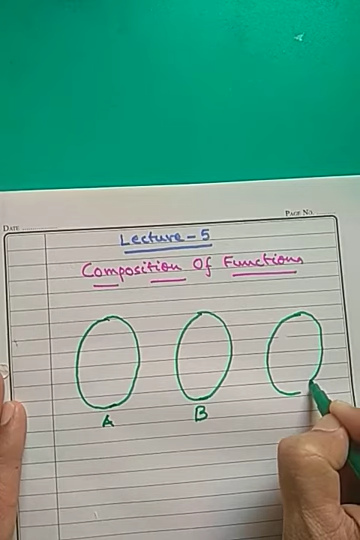 DATE
PAGE NO.
Lecture - 5
Composition Of Functions
A
B